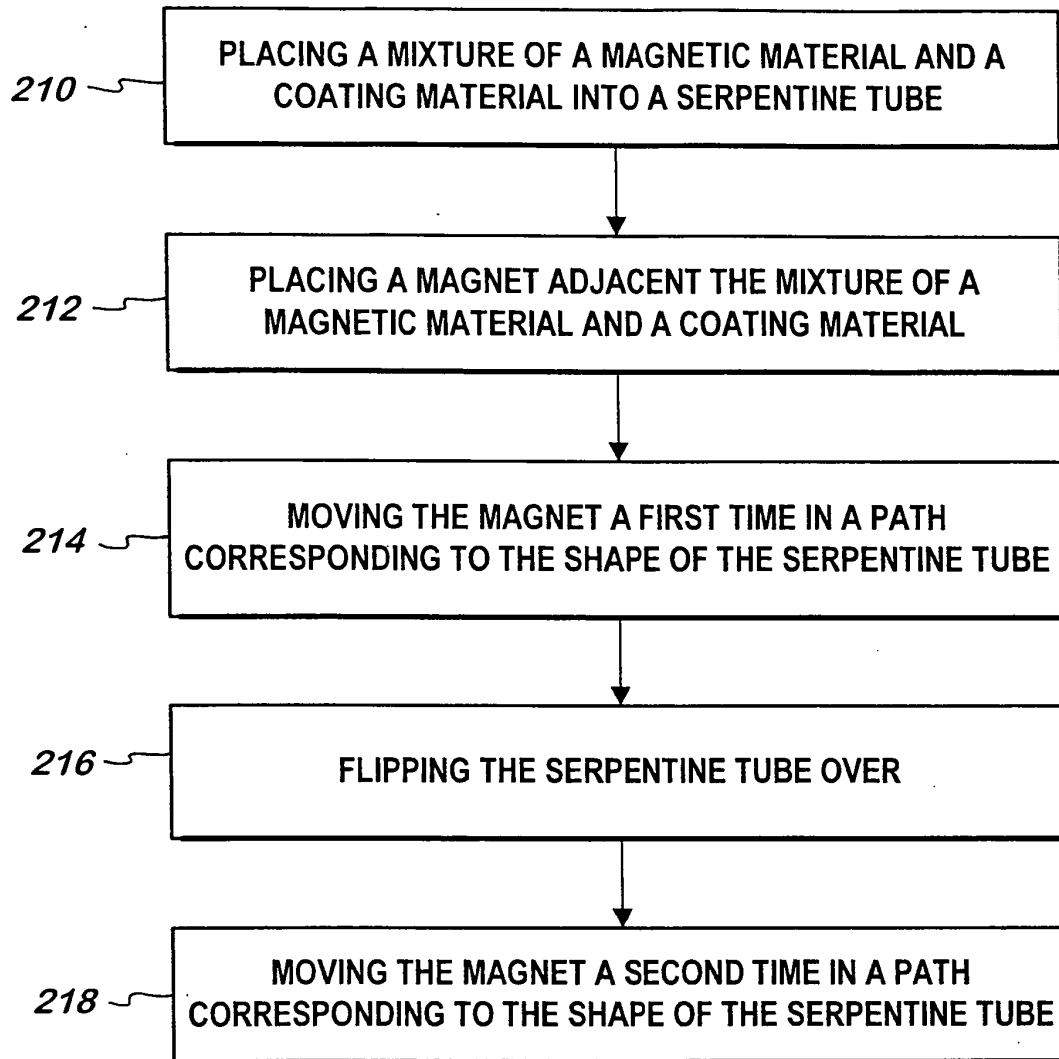 PLACING A MIXTURE OF A MAGNETIC MATERIAL AND A
COATING MATERIAL INTO A SERPENTINE TUBE
210
PLACING A MAGNET ADJACENT THE MIXTURE OF A
MAGNETIC MATERIAL AND A COATING MATERIAL
212
MOVING THE MAGNET A FIRST TIME IN A PATH
CORRESPONDING TO THE SHAPE OF THE SERPENTINE TUBE
214
FLIPPING THE SERPENTINE TUBE OVER
216
MOVING THE MAGNET A SECOND TIME IN A PATH
CORRESPONDING TO THE SHAPE OF THE SERPENTINE TUBE
218